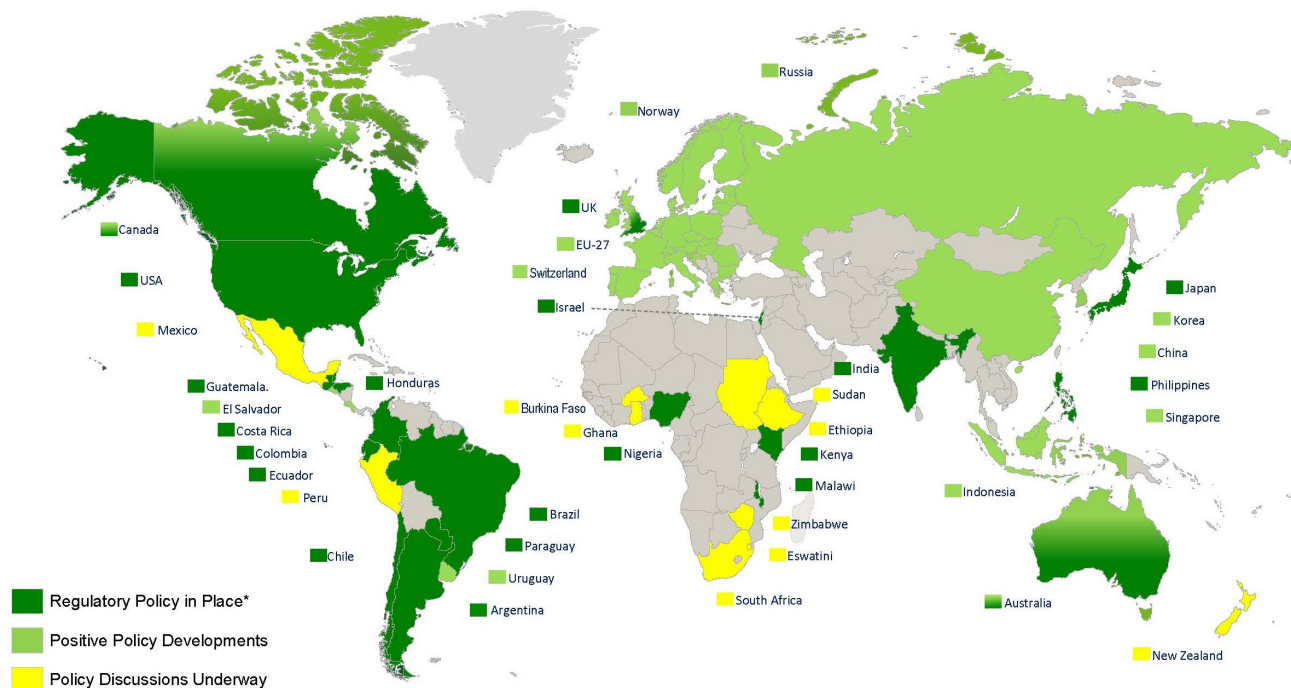 Russia
Norway
UK
EU-27
Switzerland
Israel
Canada
USA
Mexico
Guatemala.
Honduras
El Salvador
Costa Rica
Colombia
Ecuador
Peru
Chile
Brazil
Paraguay
Uruguay
Argentina
Burkina Faso
Ghana
Nigeria
India
Sudan
Ethiopia
Kenya
Malawi
Zimbabwe
Eswatini
South Africa
Japan
Korea
China
Philippines
Singapore
Indonesia
Australia
New Zealand
Regulatory Policy in Place*
Positive Policy Developments
Policy Discussions Underway